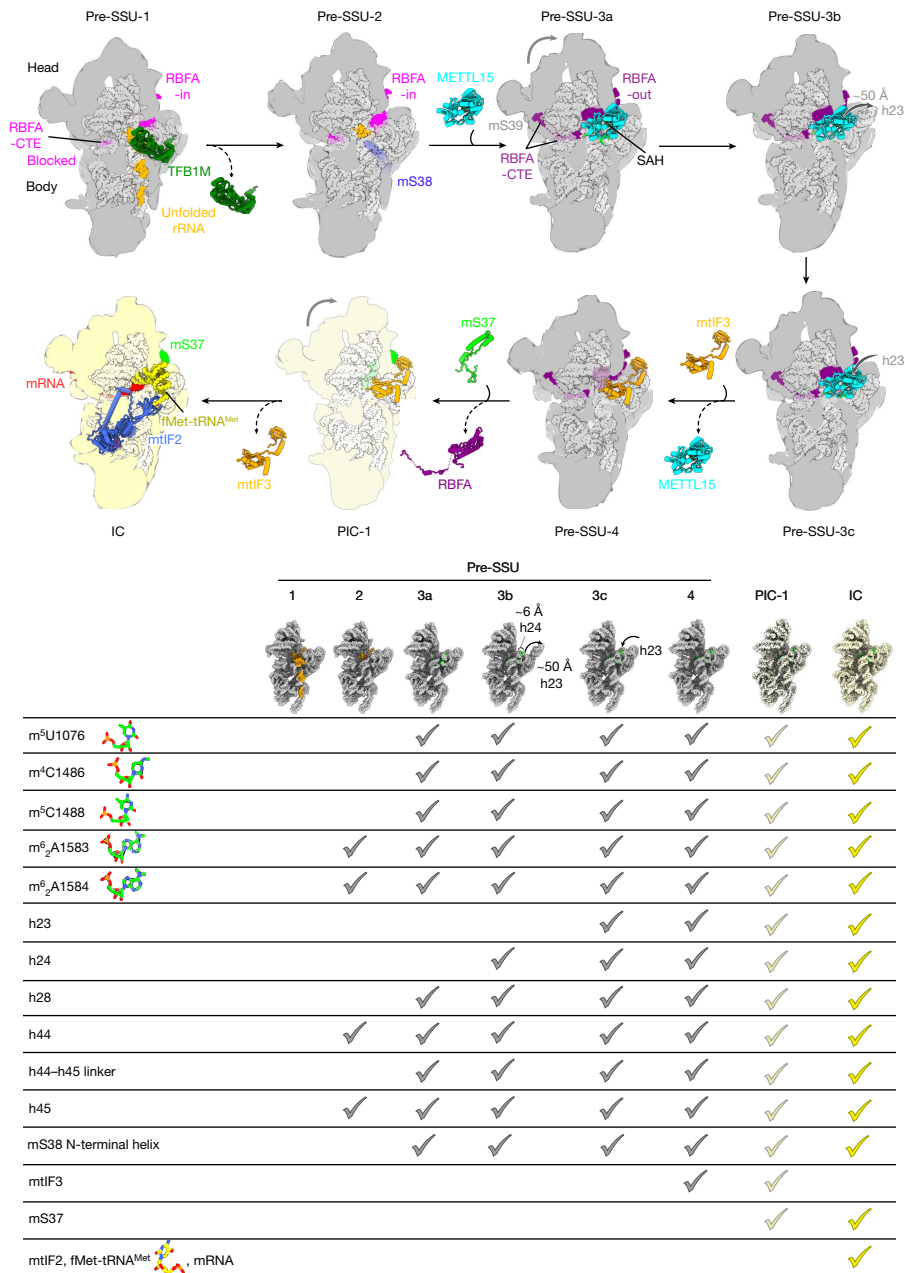 Pre-SSU-1
Pre-SSU-2
Pre-SSU-3a
Pre-SSU-3b
Head
RBFA
-in
RBFA
-CTE
Blocked
Body
TFB1M
Unfolded
rRNA
RBFA
-in
mS38
METTL15
mS39
RBFA
-CTE
RBFA
-out
SAH
~50 Å
h23
mS37
mRNA
fMet-tRNAᴹᵉᵗ
mtIF2
mtIF3
mS37
RBFA
mtIF3
METTL15
h23
IC
PIC-1
Pre-SSU-4
Pre-SSU-3c
Pre-SSU
1 2 3a 3b 3c 4 PIC-1 IC
~6 Å
h24
~50 Å
h23
h23
m⁵U1076 ✓ ✓ ✓ ✓ ✓ ✓
m⁴C1486 ✓ ✓ ✓ ✓ ✓ ✓
m⁵C1488 ✓ ✓ ✓ ✓ ✓ ✓
m⁶₂A1583 ✓ ✓ ✓ ✓ ✓ ✓ ✓
m⁶₂A1584 ✓ ✓ ✓ ✓ ✓ ✓ ✓
h23 ✓ ✓ ✓ ✓
h24 ✓ ✓ ✓ ✓ ✓
h28 ✓ ✓ ✓ ✓ ✓ ✓
h44 ✓ ✓ ✓ ✓ ✓ ✓ ✓
h44–h45 linker ✓ ✓ ✓ ✓ ✓ ✓
h45 ✓ ✓ ✓ ✓ ✓ ✓ ✓
mS38 N-terminal helix ✓ ✓ ✓ ✓ ✓ ✓
mtIF3 ✓ ✓
mS37 ✓ ✓
mtIF2, fMet-tRNAᴹᵉᵗ , mRNA ✓